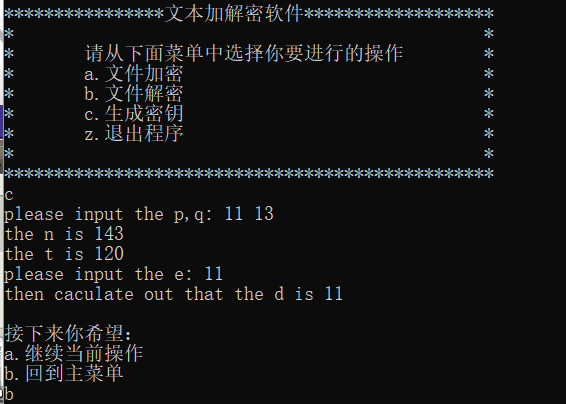 ****************文本加解密软件*******************
*                                               *
*       请从下面菜单中选择你要进行的操作        *
*       a.文件加密                              *
*       b.文件解密                              *
*       c.生成密钥                              *
*       z.退出程序                              *
*                                               *
*************************************************
c
please input the p,q: 11 13
the n is 143
the t is 120
please input the e: 11
then caculate out that the d is 11
接下来你希望:
a.继续当前操作
b.回到主菜单
b